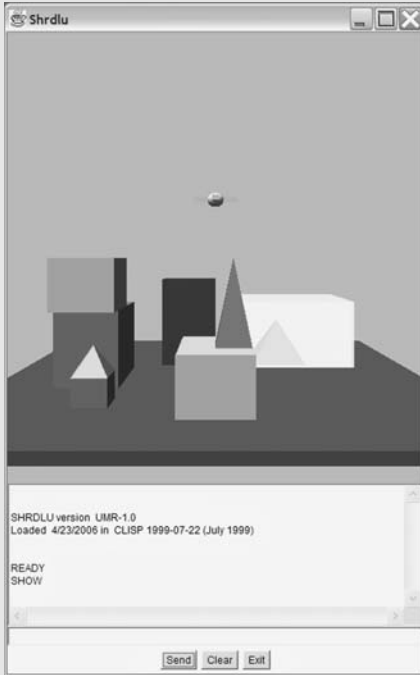 Shrdlu
SHRDLU version UMR-1.0
Loaded 4/23/2006 in CLISP 1999-07-22 (July 1999)
READY
SHOW
Send Clear Exit